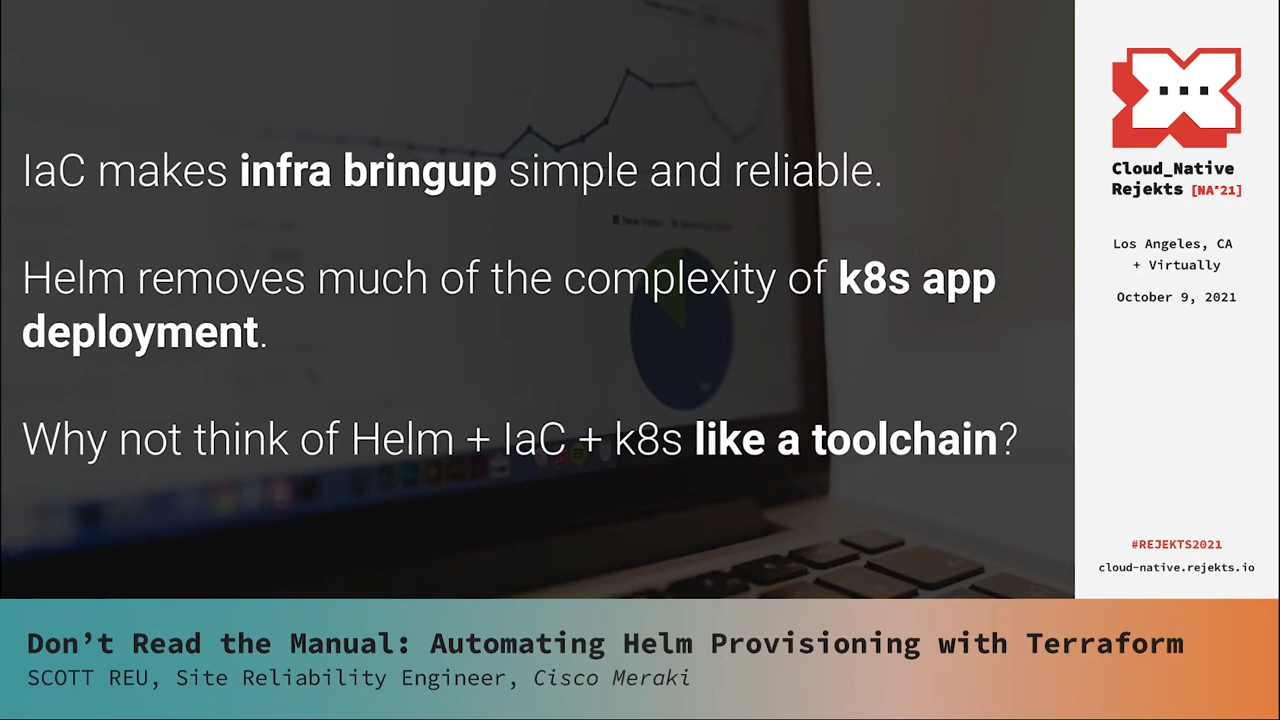 IaC makes infra bringup simple and reliable.
Helm removes much of the complexity of k8s app
deployment.
Why not think of Helm + IaC + k8s like a toolchain?
Cloud_Native
Rejekts [NA'21]
Los Angeles, CA
+ Virtually
October 9, 2021
#REJEKTS2021
cloud-native.rejekts.io
Don’t Read the Manual: Automating Helm Provisioning with Terraform
SCOTT REU, Site Reliability Engineer, Cisco Meraki